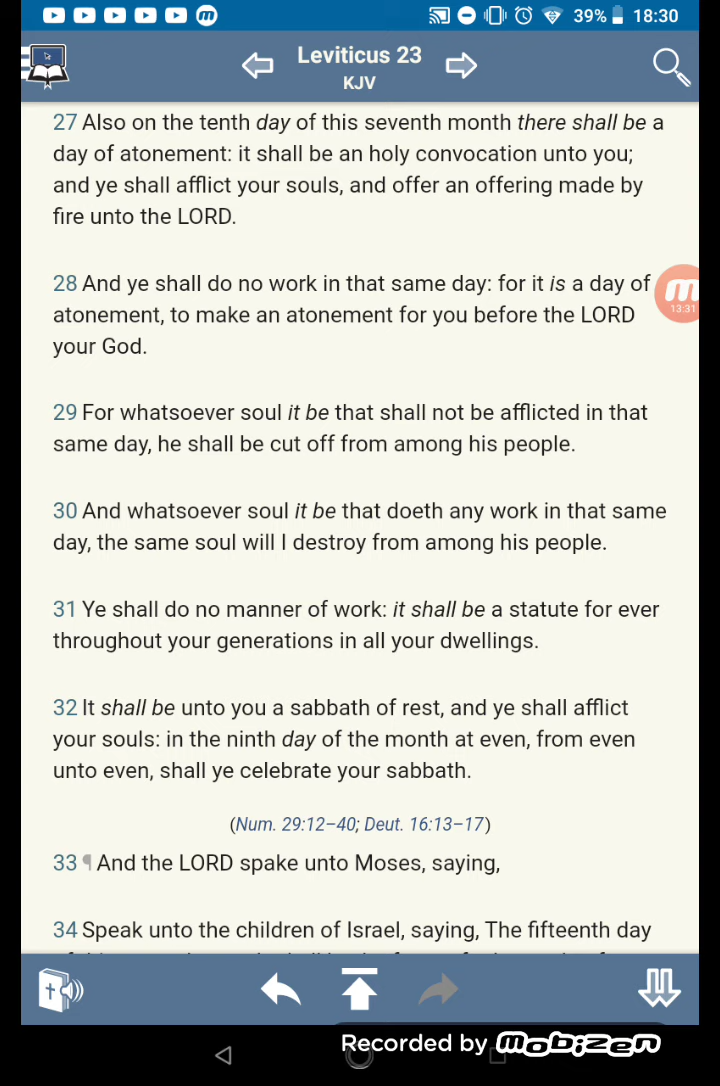 39% 18:30
Leviticus 23
KJV
27 Also on the tenth day of this seventh month there shall be a
day of atonement: it shall be an holy convocation unto you;
and ye shall afflict your souls, and offer an offering made by
fire unto the LORD.
28 And ye shall do no work in that same day: for it is a day of
atonement, to make an atonement for you before the LORD
your God.
13:31
29 For whatsoever soul it be that shall not be afflicted in that
same day, he shall be cut off from among his people.
30 And whatsoever soul it be that doeth any work in that same
day, the same soul will I destroy from among his people.
31 Ye shall do no manner of work: it shall be a statute for ever
throughout your generations in all your dwellings.
32 It shall be unto you a sabbath of rest, and ye shall afflict
your souls: in the ninth day of the month at even, from even
unto even, shall ye celebrate your sabbath.
(Num. 29:12–40; Deut. 16:13–17)
33 ¶ And the LORD spake unto Moses, saying,
34 Speak unto the children of Israel, saying, The fifteenth day
Recorded by mobizen